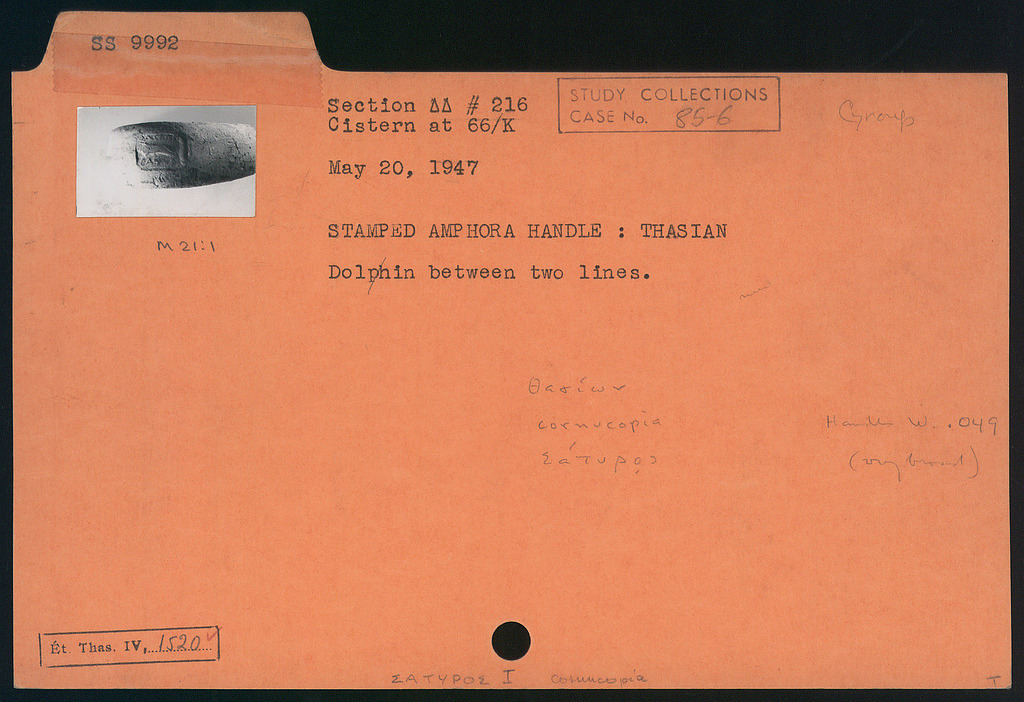 SS 9992
Section ΔΔ # 216
Cistern at 66/K
STUDY COLLECTIONS
CASE No. 85-6
Group
May 20, 1947
M 21:1
STAMPED AMPHORA HANDLE : THASIAN
Dolphin between two lines.
Θασίων
cornucopia
Σάτυρος
Handle W. .049
(very broad)
Ét. Thas. IV, 1520
ΣΑΤΥΡΟΣ I cornucopia
T